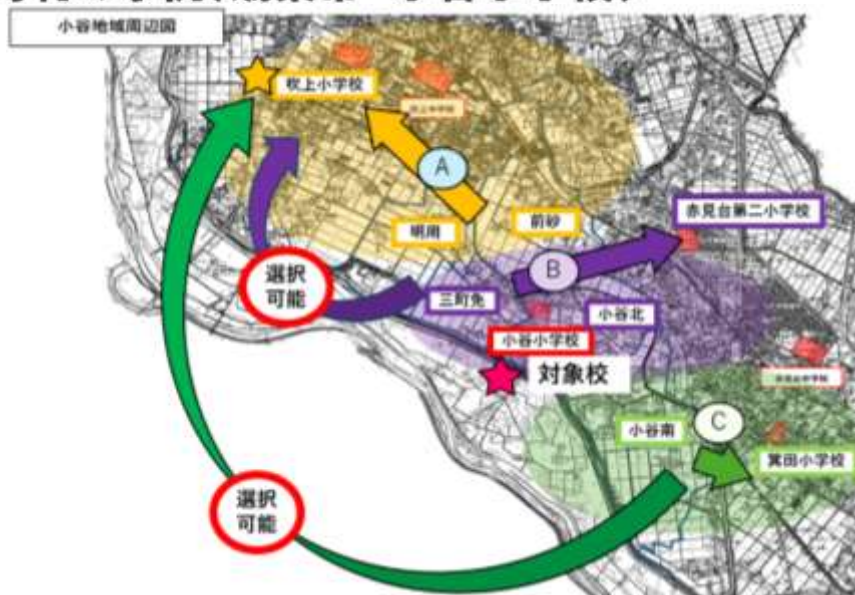 小谷地域周辺図
吹上小学校
A
明用
前砂
赤見台第二小学校
選択
可能
B
三町免
小谷北
小谷小学校
対象校
小谷南
C
箕田小学校
選択
可能